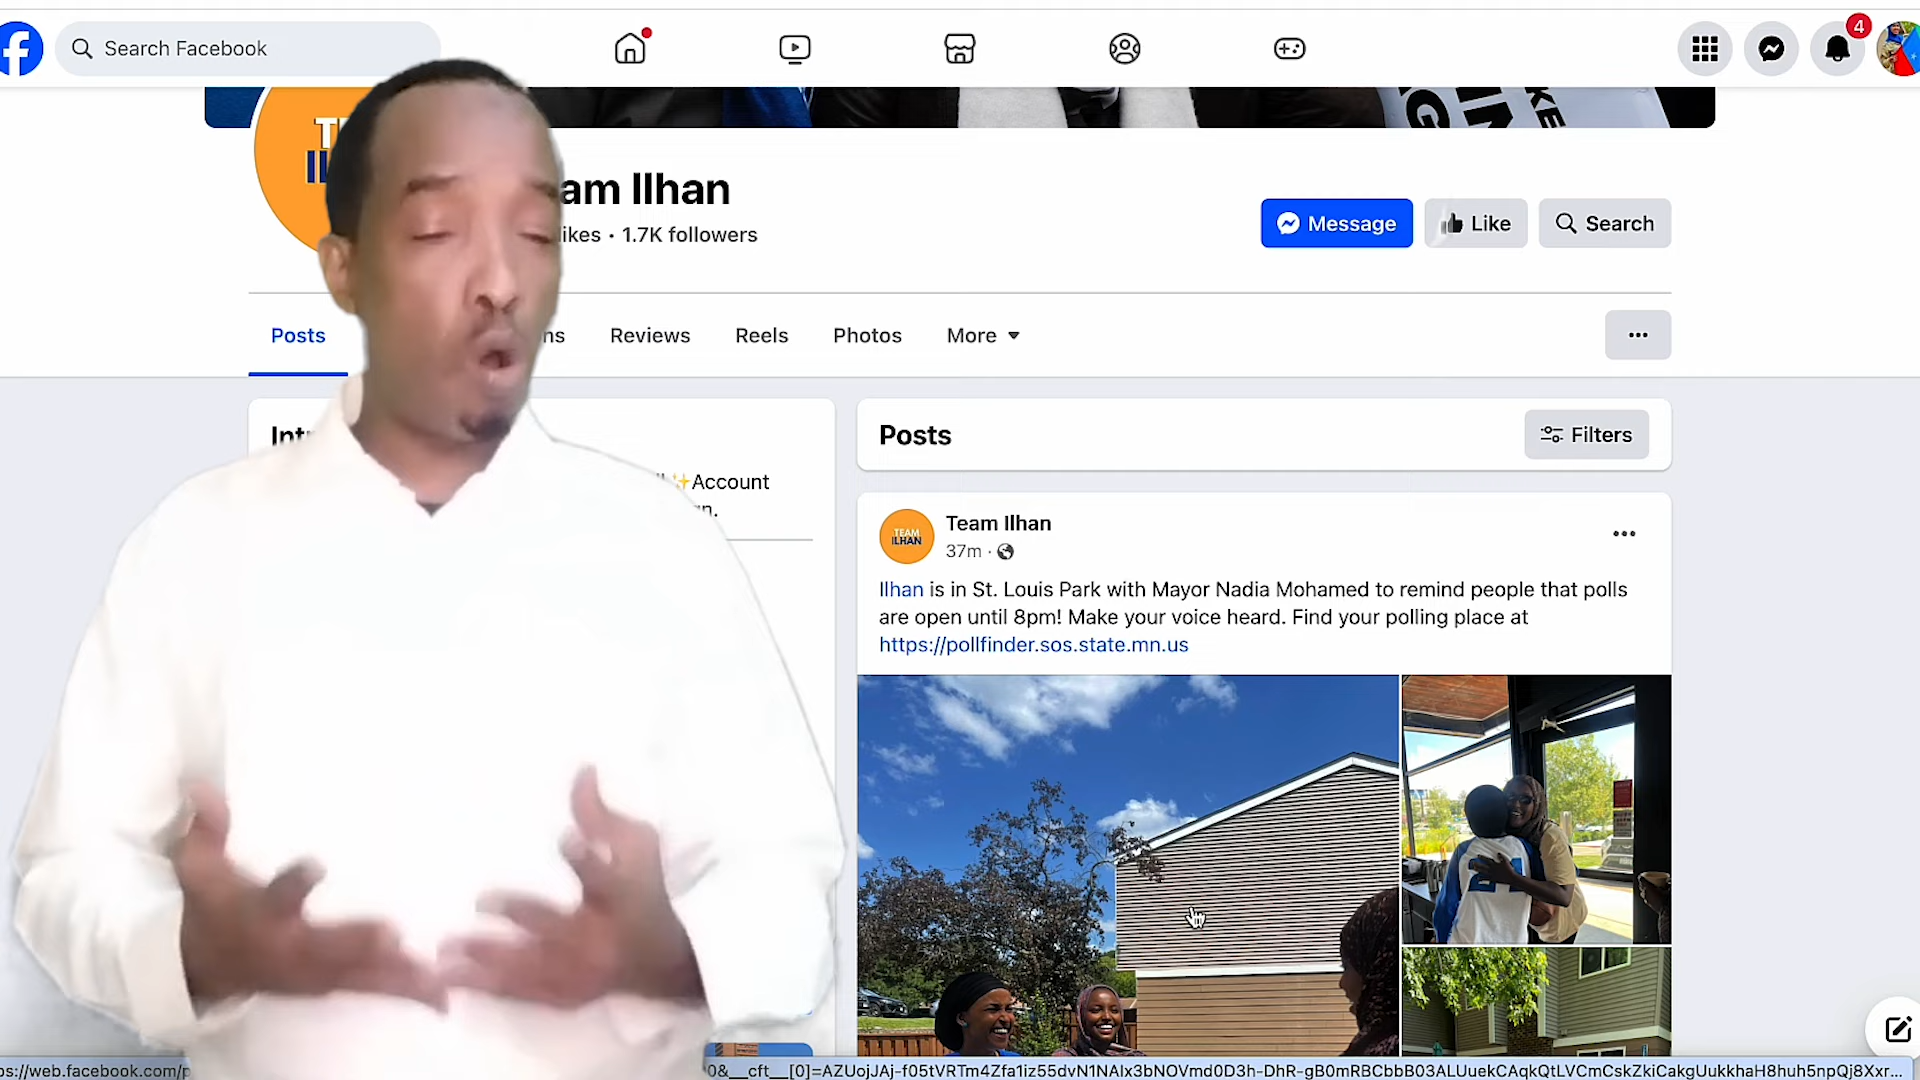 Search Facebook
4
am Ilhan
ikes • 1.7K followers
Message
Like
Search
Posts
ns
Reviews
Reels
Photos
More
Int
✨Account
n.
Posts
Filters
TEAM
ILHAN
Team Ilhan
37m ·
Ilhan is in St. Louis Park with Mayor Nadia Mohamed to remind people that polls
are open until 8pm! Make your voice heard. Find your polling place at
https://pollfinder.sos.state.mn.us